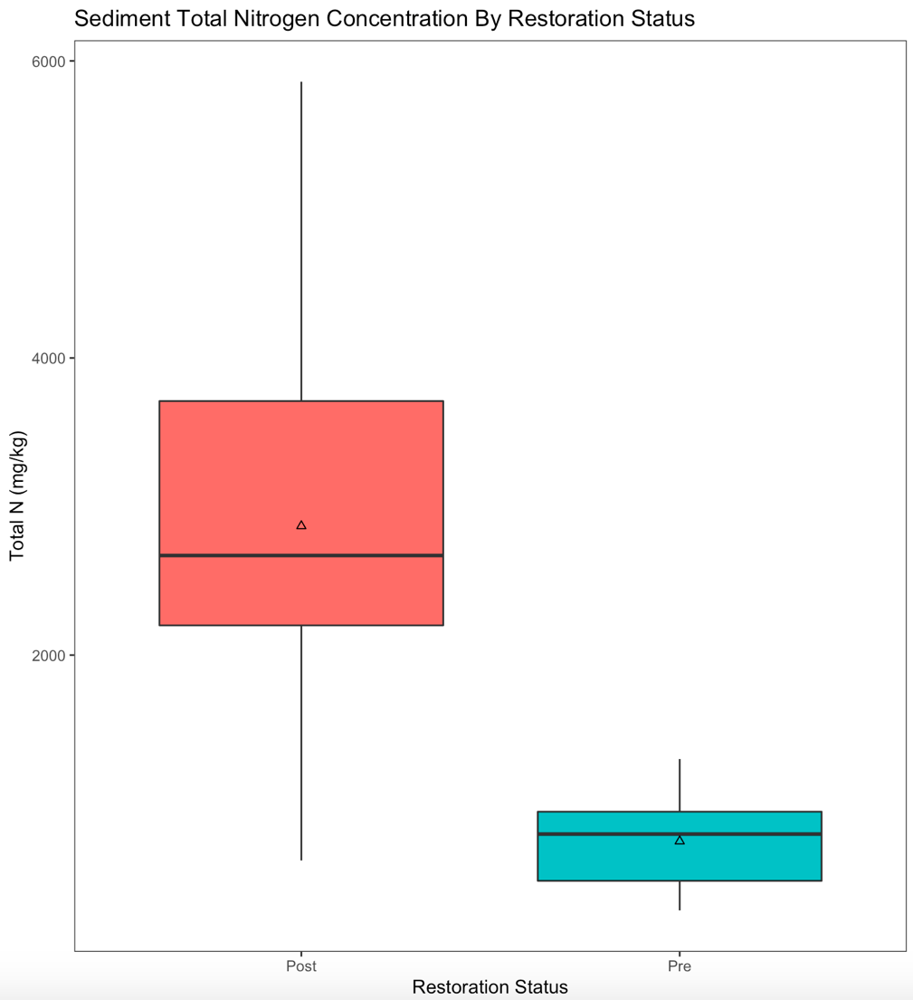 Sediment Total Nitrogen Concentration By Restoration Status
6000
4000
2000
Total N (mg/kg)
Post
Pre
Restoration Status